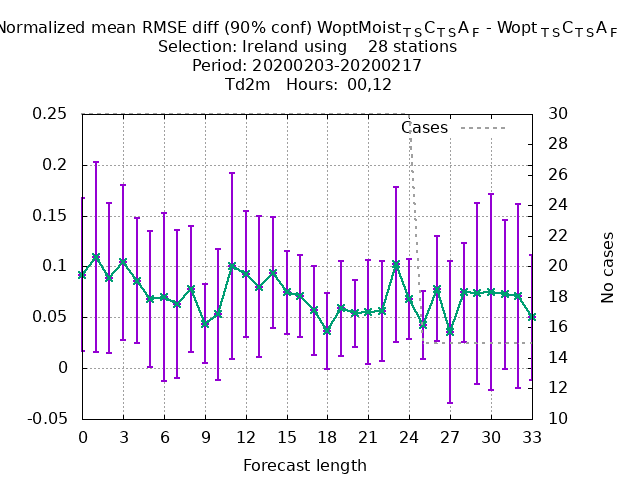 Normalized mean RMSE diff (90% conf) WoptMoist T S C T S A F - Wopt T S C T S A F
Selection: Ireland using 28 stations
Period: 20200203-20200217
Td2m Hours: 00,12
Cases
0.25
0.2
0.15
0.1
0.05
0
-0.05
30
28
26
24
22
20
18
16
14
12
10
No cases
0 3 6 9 12 15 18 21 24 27 30 33
Forecast length